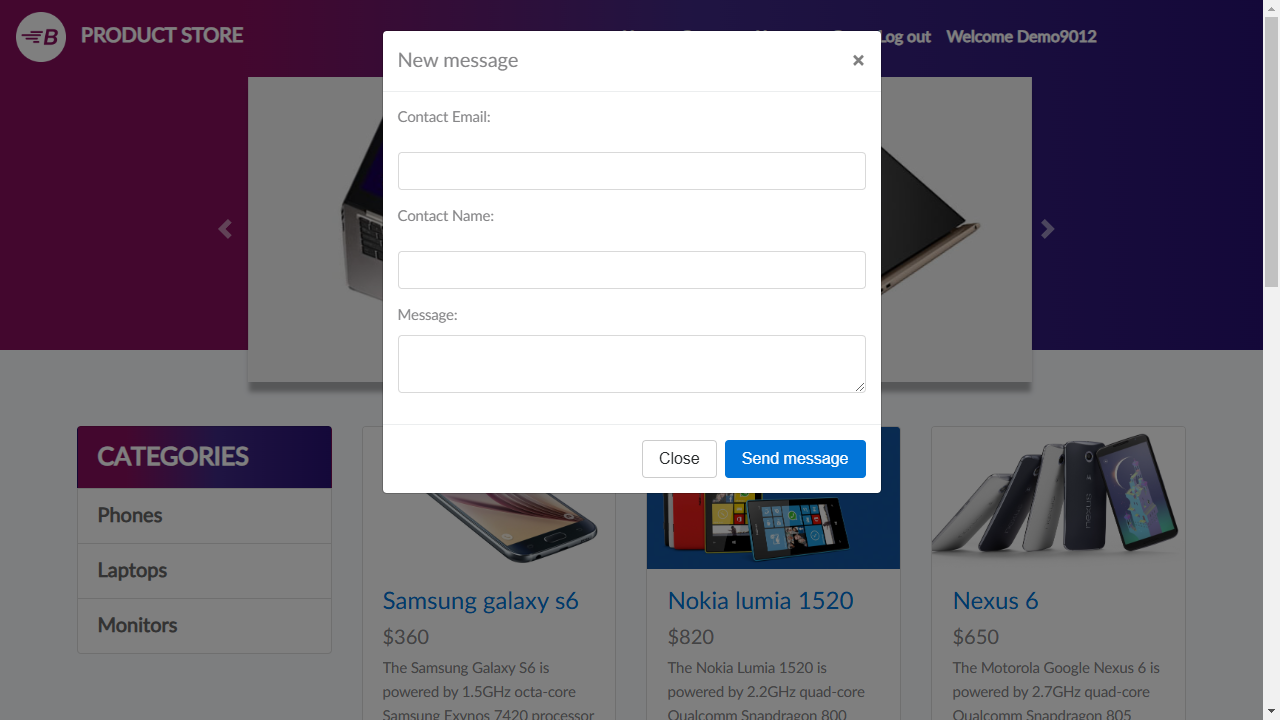 B PRODUCT STORE
Log out Welcome Demo9012
New message
×
Contact Email:
Contact Name:
Message:
Close Send message
CATEGORIES
Phones
Laptops
Monitors
Samsung galaxy s6
$360
The Samsung Galaxy S6 is
powered by 1.5GHz octa-core
Samsung Exynos 7420 processor
Nokia lumia 1520
$820
The Nokia Lumia 1520 is
powered by 2.2GHz quad-core
Qualcomm Snapdragon 800
nexus
Nexus 6
$650
The Motorola Google Nexus 6 is
powered by 2.7GHz quad-core
Qualcomm Snapdragon 805